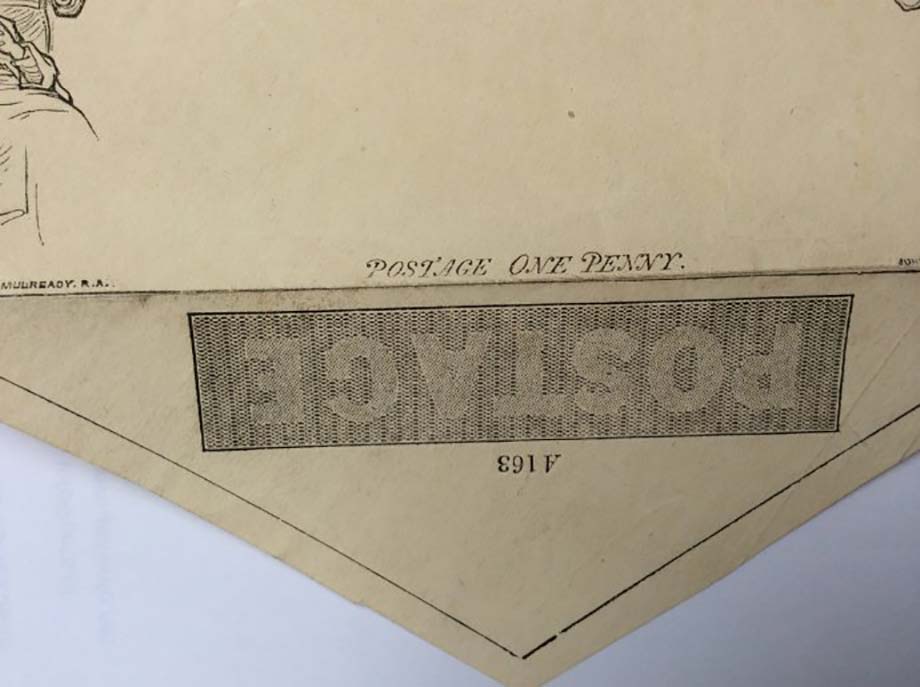 POSTAGE ONE PENNY.
MULREADY. R.A.
POSTAGE
A163